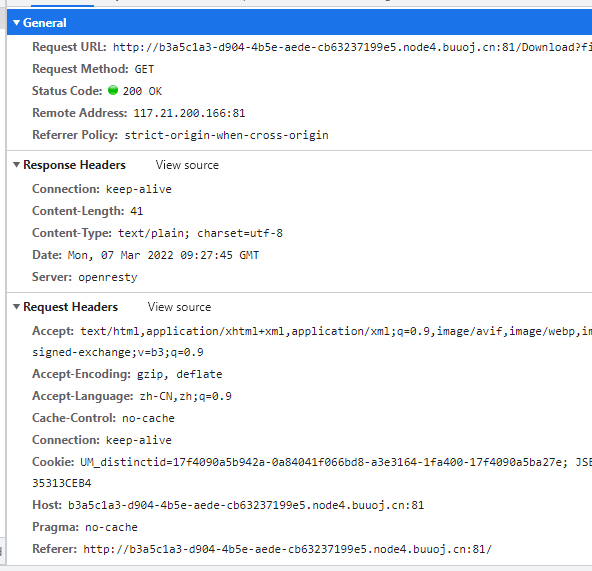 General
Request URL: http://b3a5c1a3-d904-4b5e-aede-cb63237199e5.node4.buuoj.cn:81/Download?fi
Request Method: GET
Status Code: 200 OK
Remote Address: 117.21.200.166:81
Referrer Policy: strict-origin-when-cross-origin
Response Headers View source
Connection: keep-alive
Content-Length: 41
Content-Type: text/plain; charset=utf-8
Date: Mon, 07 Mar 2022 09:27:45 GMT
Server: openresty
Request Headers View source
Accept: text/html,application/xhtml+xml,application/xml;q=0.9,image/avif,image/webp,im
signed-exchange;v=b3;q=0.9
Accept-Encoding: gzip, deflate
Accept-Language: zh-CN,zh;q=0.9
Cache-Control: no-cache
Connection: keep-alive
Cookie: UM_distinctid=17f4090a5b942a-0a84041f066bd8-a3e3164-1fa400-17f4090a5ba27e; JSE
35313CEB4
Host: b3a5c1a3-d904-4b5e-aede-cb63237199e5.node4.buuoj.cn:81
Pragma: no-cache
Referer: http://b3a5c1a3-d904-4b5e-aede-cb63237199e5.node4.buuoj.cn:81/